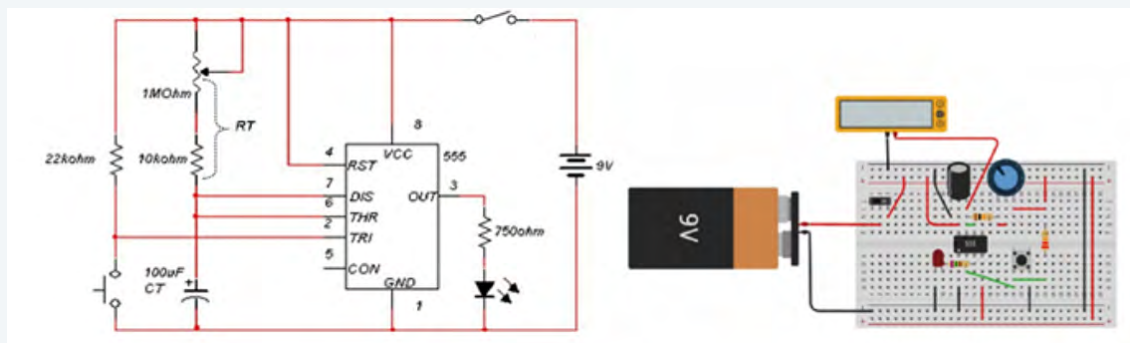 1MOhm
RT
22kohm
10kohm
8
VCC
555
4
RST
7
DIS
6
THR
OUT
3
2
TRI
5
CON
750ohm
9V
100uF
CT
+
GND
1
9V